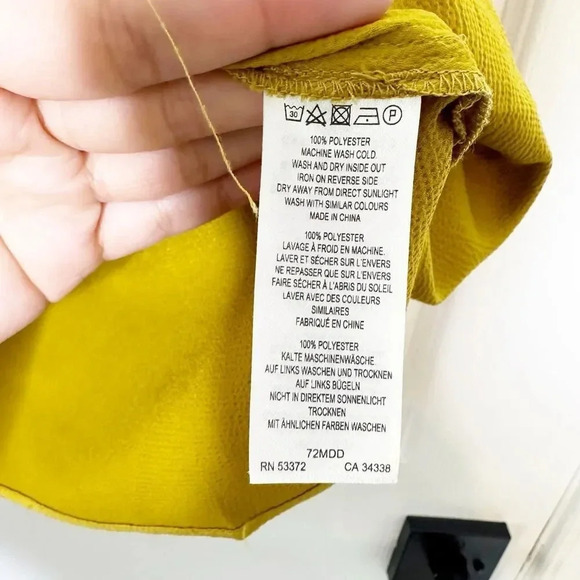 30 P
100% POLYESTER
MACHINE WASH COLD
WASH AND DRY INSIDE OUT
IRON ON REVERSE SIDE
DRY AWAY FROM DIRECT SUNLIGHT
WASH WITH SIMILAR COLOURS
MADE IN CHINA
100% POLYESTER
LAVAGE À FROID EN MACHINE.
LAVER ET SÉCHER SUR L'ENVERS
NE REPASSER QUE SUR L'ENVERS
FAIRE SÉCHER À L'ABRIS DU SOLEIL
LAVER AVEC DES COULEURS
SIMILAIRES
FABRIQUÉ EN CHINE
100% POLYESTER
KALTE MASCHINENWÄSCHE
AUF LINKS WASCHEN UND TROCKNEN
AUF LINKS BÜGELN
NICHT IN DIREKTEM SONNENLICHT
TROCKNEN
MIT ÄHNLICHEN FARBEN WASCHEN
72MDD
RN 53372 CA 34338